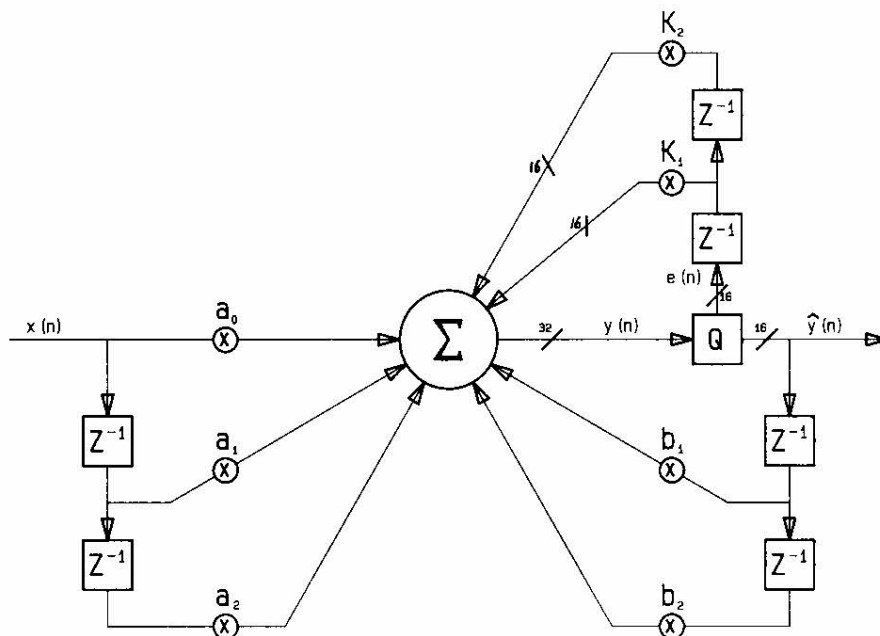 K₂
Z⁻¹
16
K₁
16
Z⁻¹
e(n)
16
x(n)
a₀
Σ
32
y(n)
Q
16
ŷ(n)
Z⁻¹
a₁
b₁
Z⁻¹
Z⁻¹
Z⁻¹
a₂
b₂